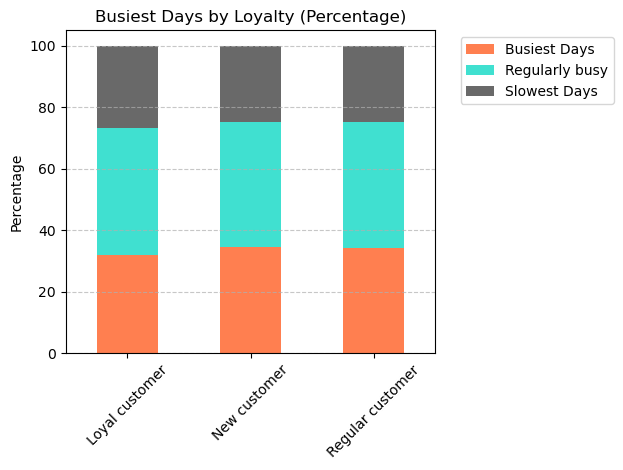 Busiest Days by Loyalty (Percentage)
Busiest Days
Regularly busy
Slowest Days
Percentage
100
80
60
40
20
0
Loyal customer
New customer
Regular customer